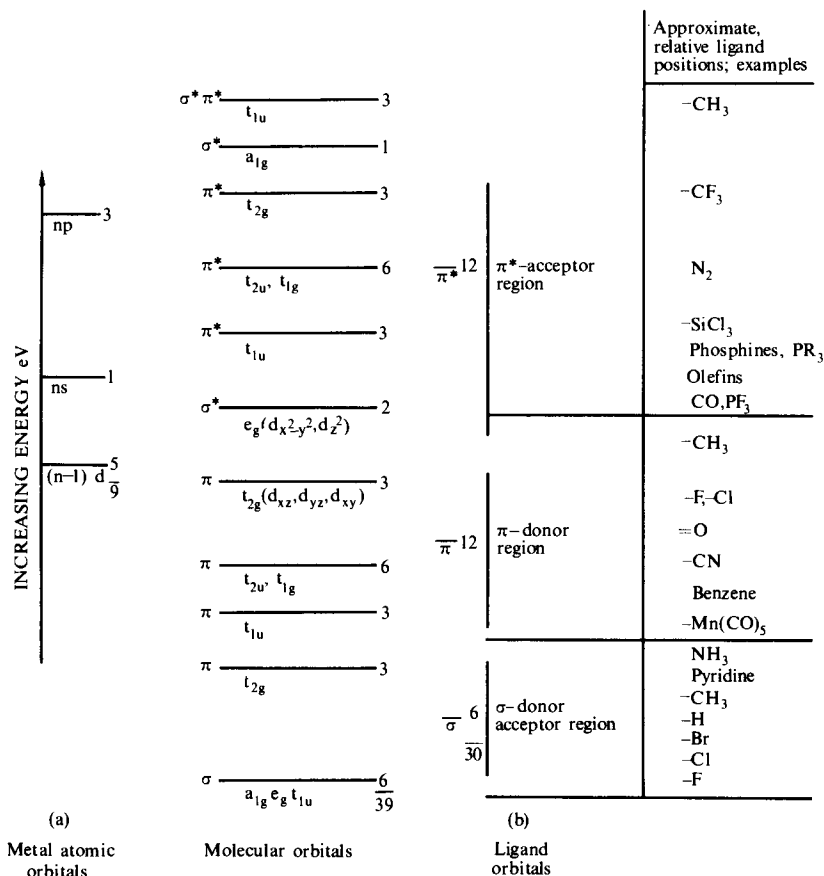 Approximate,
relative ligand
positions; examples
INCREASING ENERGY eV
np 3
ns 1
(n–1) d 5
9
σ* π* 3
t1u
σ* 1
a1g
π* 3
t2g
π* 6
t2u, t1g
π* 3
t1u
σ* 2
eg(dx²–y², dz²)
π 3
t2g(dxz, dyz, dxy)
π 6
t2u, t1g
π 3
t1u
π 3
t2g
σ 6
a1g eg t1u 39
π* 12 π*–acceptor
region
π 12 π–donor
region
σ 6 σ–donor
30 acceptor region
–CH3
–CF3
N2
–SiCl3
Phosphines, PR3
Olefins
CO,PF3
–CH3
–F,–Cl
=O
–CN
Benzene
–Mn(CO)5
NH3
Pyridine
–CH3
–H
–Br
–Cl
–F
(a)
(b)
Metal atomic
orbitals
Molecular orbitals
Ligand
orbitals